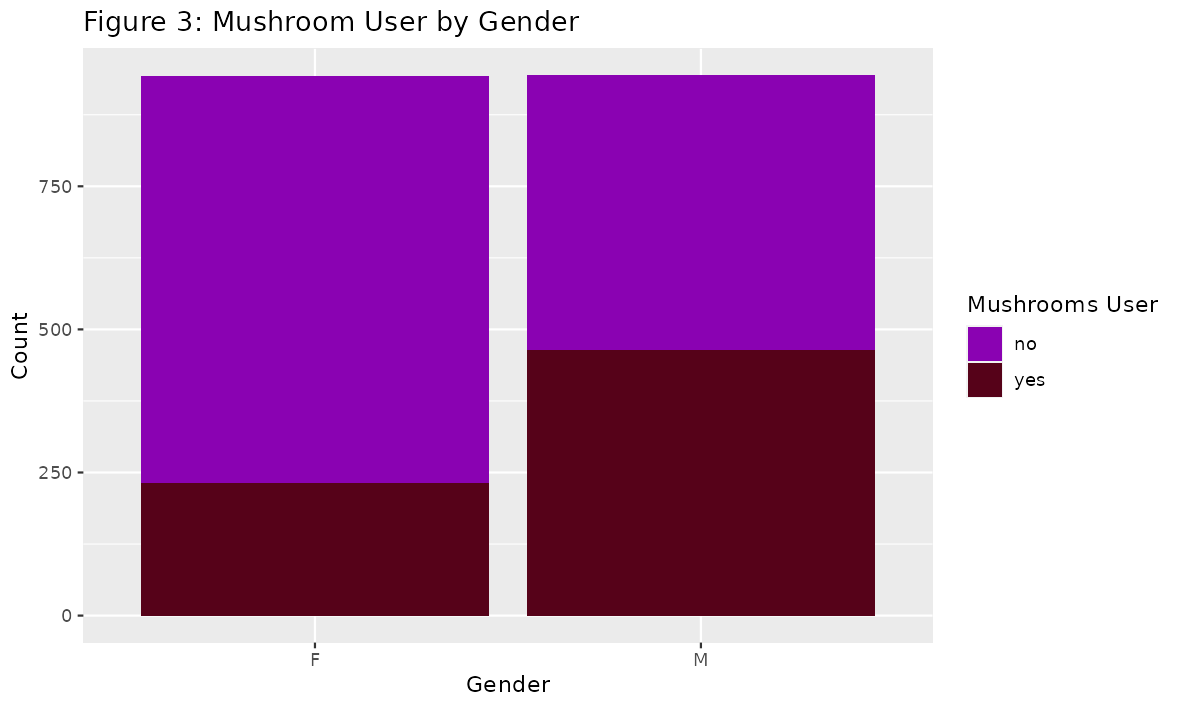 Figure 3: Mushroom User by Gender
Count
750
500
250
0
F
M
Gender
Mushrooms User
no
yes